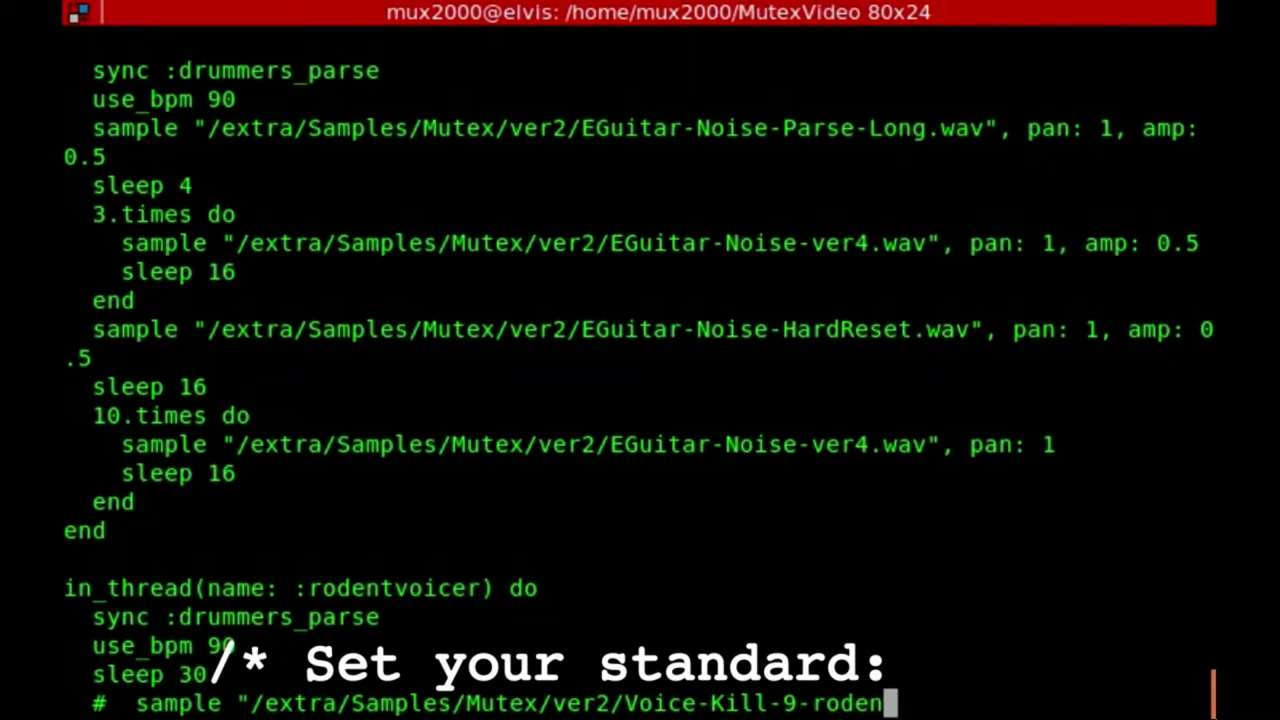 mux2000@elvis: /home/mux2000/MutexVideo 80x24
  sync :drummers_parse
  use_bpm 90
  sample "/extra/Samples/Mutex/ver2/EGuitar-Noise-Parse-Long.wav", pan: 1, amp:
0.5
  sleep 4
  3.times do
    sample "/extra/Samples/Mutex/ver2/EGuitar-Noise-ver4.wav", pan: 1, amp: 0.5
    sleep 16
  end
  sample "/extra/Samples/Mutex/ver2/EGuitar-Noise-HardReset.wav", pan: 1, amp: 0
.5
  sleep 16
  10.times do
    sample "/extra/Samples/Mutex/ver2/EGuitar-Noise-ver4.wav", pan: 1
    sleep 16
  end
end
in_thread(name: :rodentvoicer) do
  sync :drummers_parse
  use_bpm 90
/* Set your standard:
  sleep 30
  #  sample "/extra/Samples/Mutex/ver2/Voice-Kill-9-roden